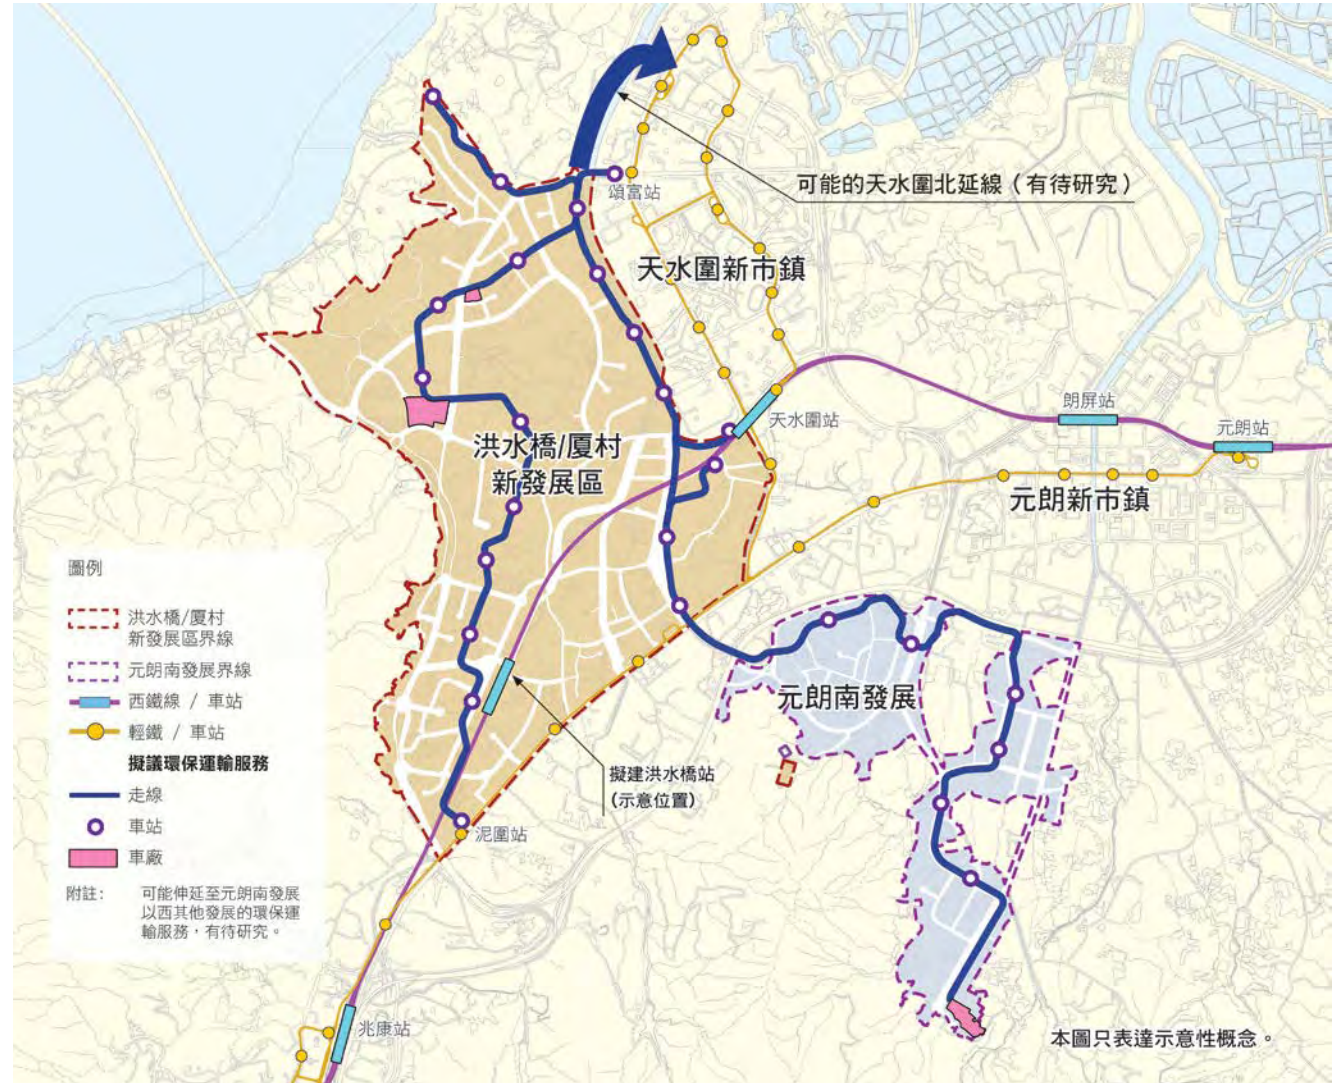 頌富站
可能的天水圍北延線（有待研究）
天水圍新市鎮
天水圍站
朗屏站
元朗站
元朗新市鎮
洪水橋/厦村
新發展區
元朗南發展
擬建洪水橋站
(示意位置)
泥圍站
兆康站
圖例
洪水橋/厦村
新發展區界線
元朗南發展界線
西鐵線 / 車站
輕鐵 / 車站
擬議環保運輸服務
走線
車站
車廠
附註： 可能伸延至元朗南發展
以西其他發展的環保運
輸服務，有待研究。
本圖只表達示意性概念。